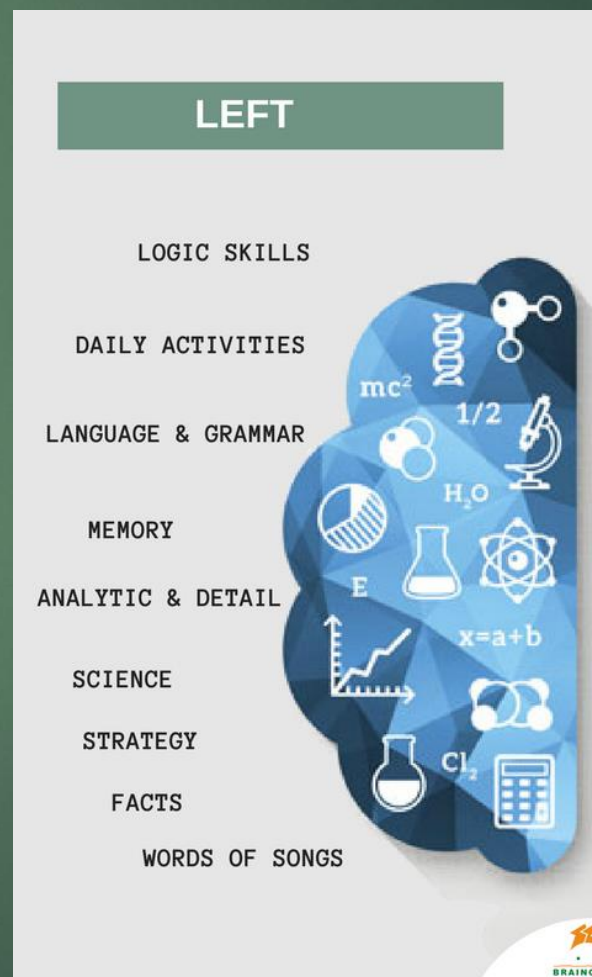 LEFT
LOGIC SKILLS
DAILY ACTIVITIES
mc²
1/2
LANGUAGE & GRAMMAR
H₂O
MEMORY
E
ANALYTIC & DETAIL
x=a+b
SCIENCE
STRATEGY
Cl₂
FACTS
WORDS OF SONGS